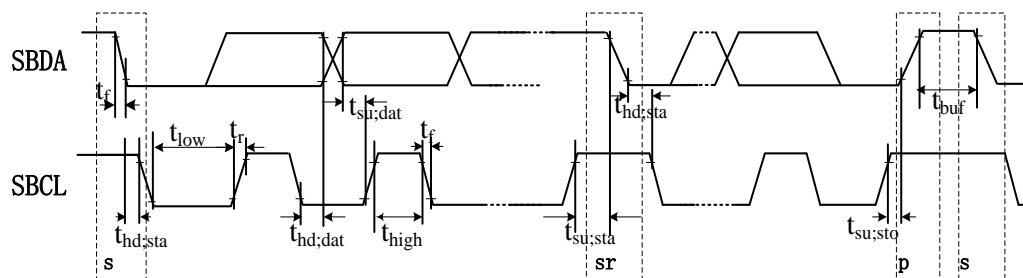 SBDA
t_f
t_su;dat
t_hd;sta
t_buf
SBCL
t_low
t_r
t_f
t_hd;sta
t_hd;dat
t_high
t_su;sta
t_su;sto
s
sr
p
s